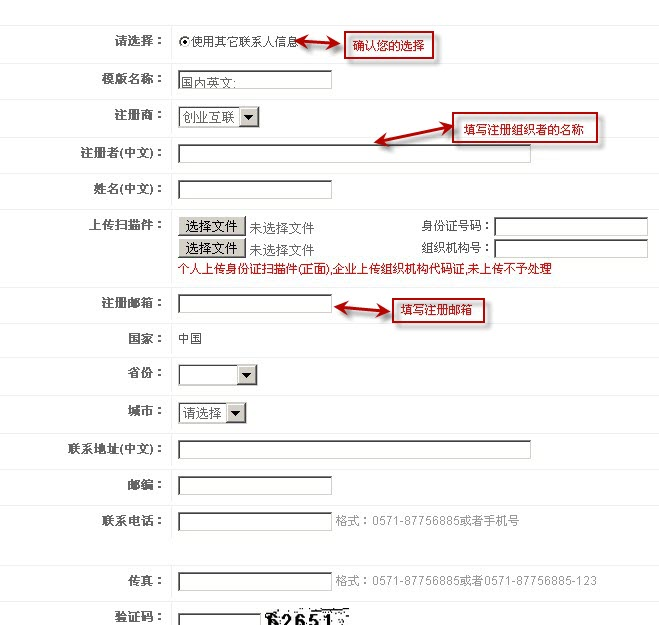 请选择： 使用其它联系人信息 确认您的选择
模版名称： 国内英文:
注册商： 创业互联
填写注册组织者的名称
注册者(中文)：
姓名(中文)：
上传扫描件： 选择文件 未选择文件 身份证号码：
选择文件 未选择文件 组织机构号：
个人上传身份证扫描件(正面),企业上传组织机构代码证,未上传不予处理
注册邮箱： 填写注册邮箱
国家： 中国
省份：
城市： 请选择
联系地址(中文)：
邮编：
联系电话： 格式：0571-87756885或者手机号
传真： 格式：0571-87756885或者0571-87756885-123
验证码： 62651